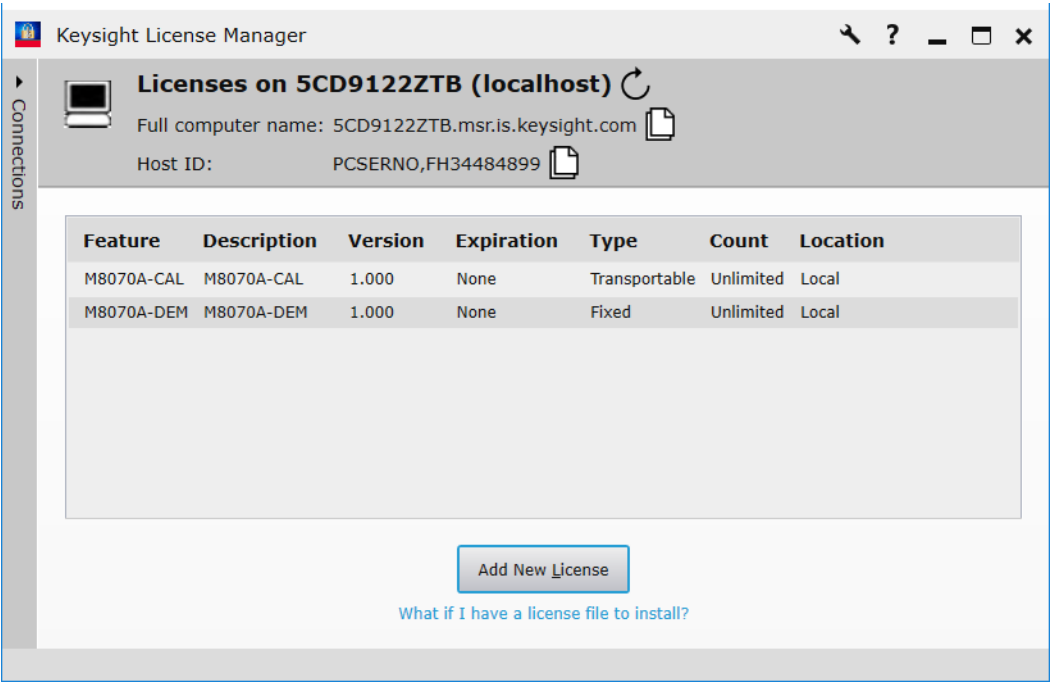 Keysight License Manager ?
Connections
Licenses on 5CD9122ZTB (localhost)
Full computer name: 5CD9122ZTB.msr.is.keysight.com
Host ID: PCSERNO,FH34484899
Feature Description Version Expiration Type Count Location
M8070A-CAL M8070A-CAL 1.000 None Transportable Unlimited Local
M8070A-DEM M8070A-DEM 1.000 None Fixed Unlimited Local
Add New License
What if I have a license file to install?